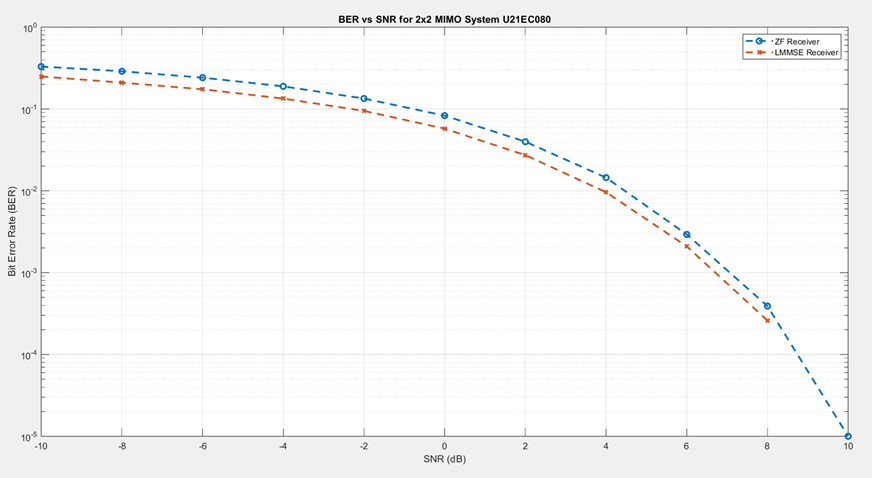 BER vs SNR for 2x2 MIMO System U21EC080
ZF Receiver
LMMSE Receiver
Bit Error Rate (BER)
10^0
10^-1
10^-2
10^-3
10^-4
10^-5
-10 -8 -6 -4 -2 0 2 4 6 8 10
SNR (dB)